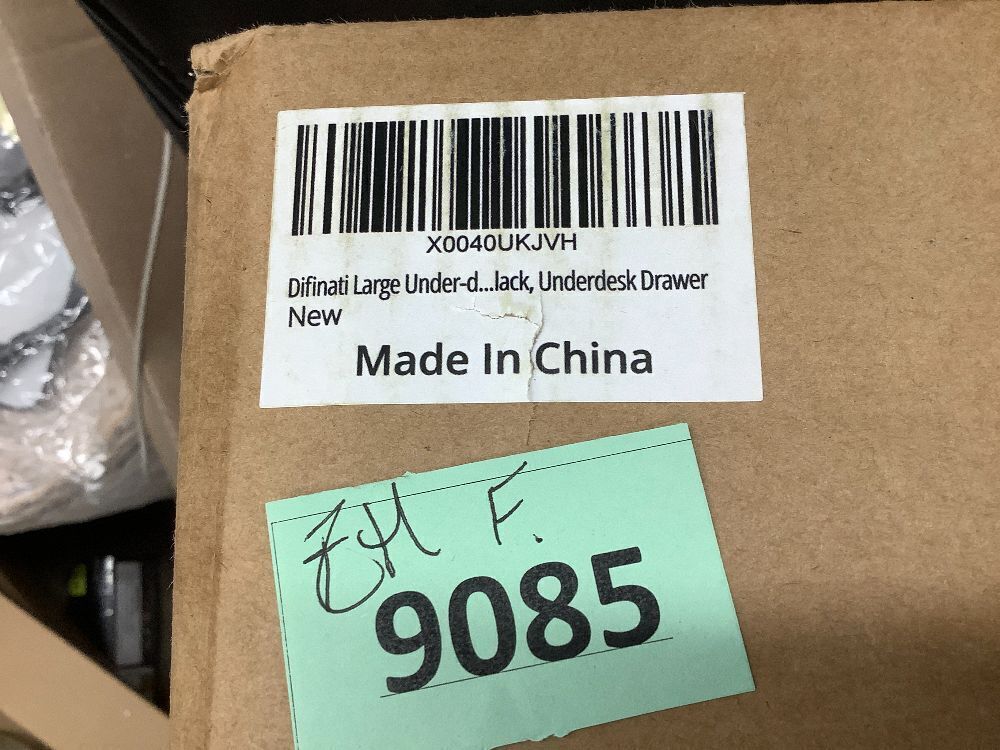 X0040UKJVH
Difinati Large Under-d...lack, Underdesk Drawer
New
Made In China
F.
9085